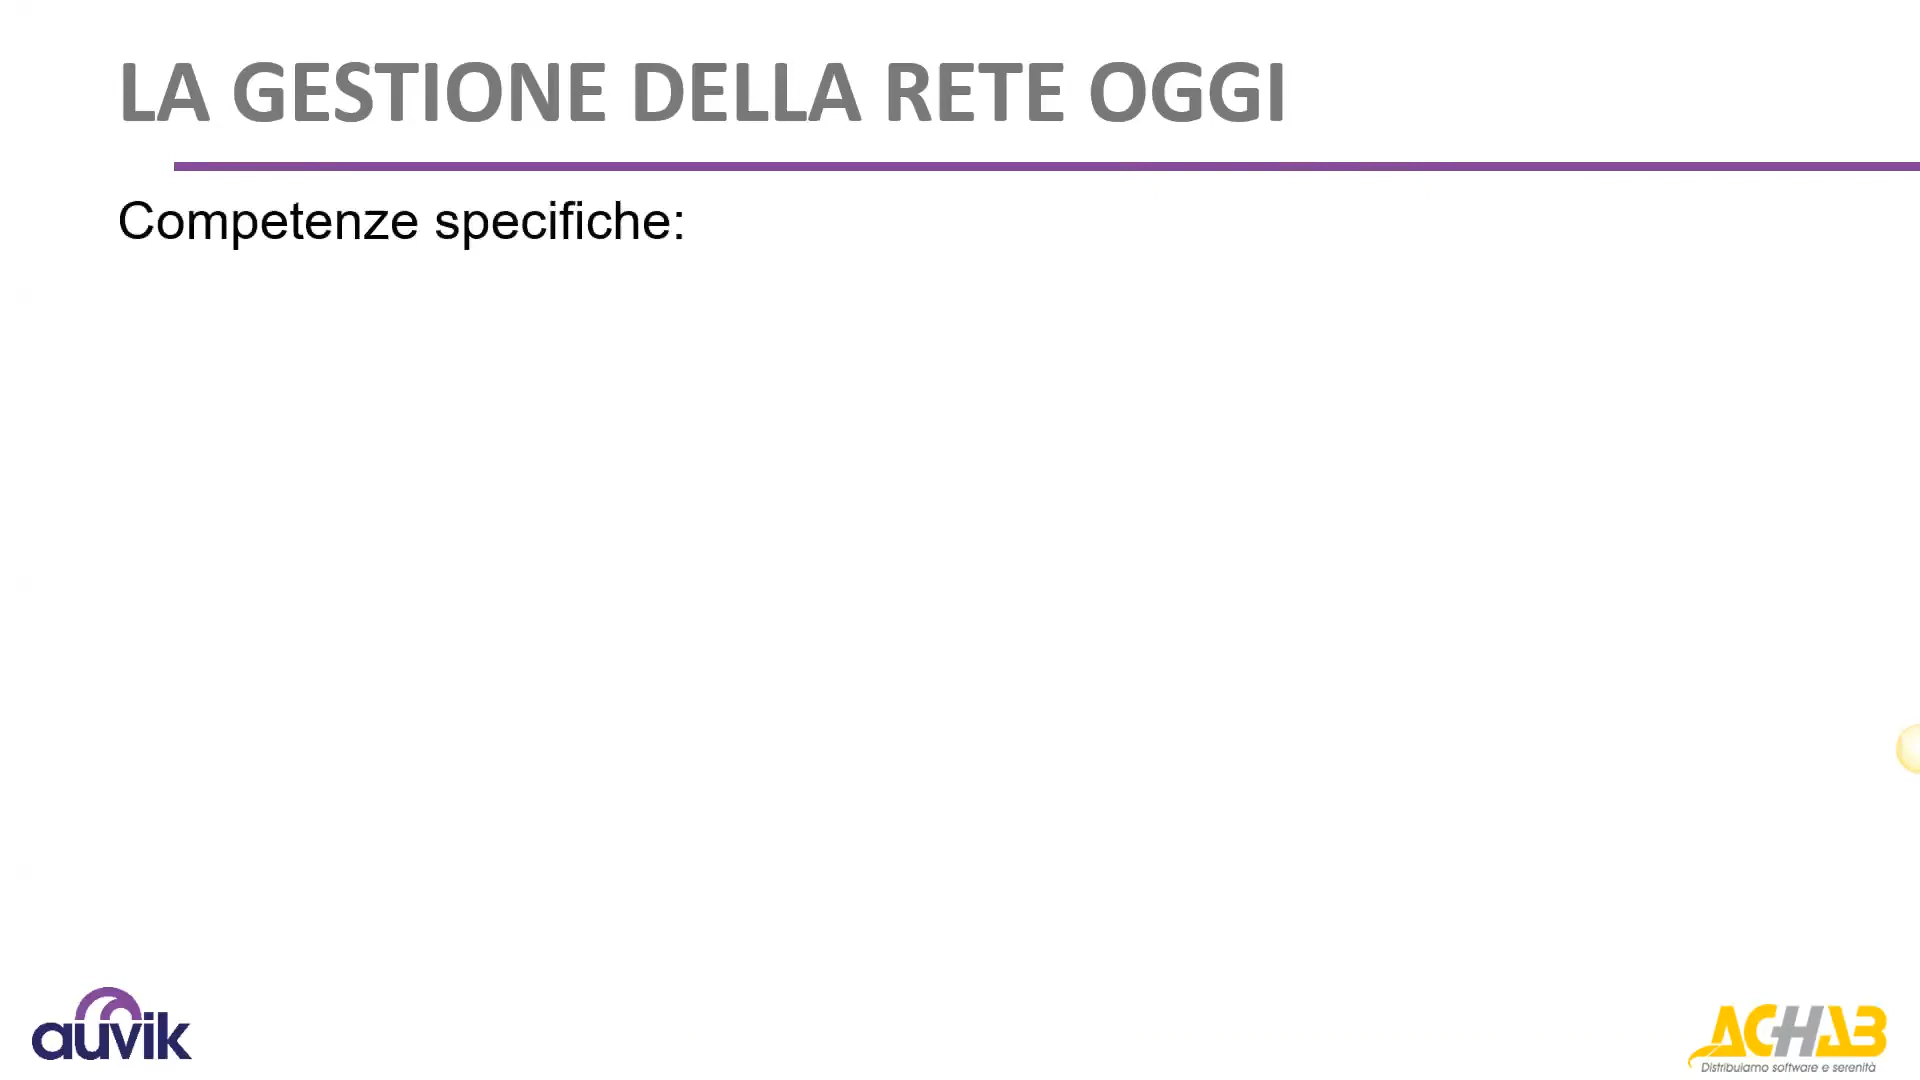 LA GESTIONE DELLA RETE OGGI
Competenze specifiche:
auvik
ACHAB
Distribuiamo software e serenità